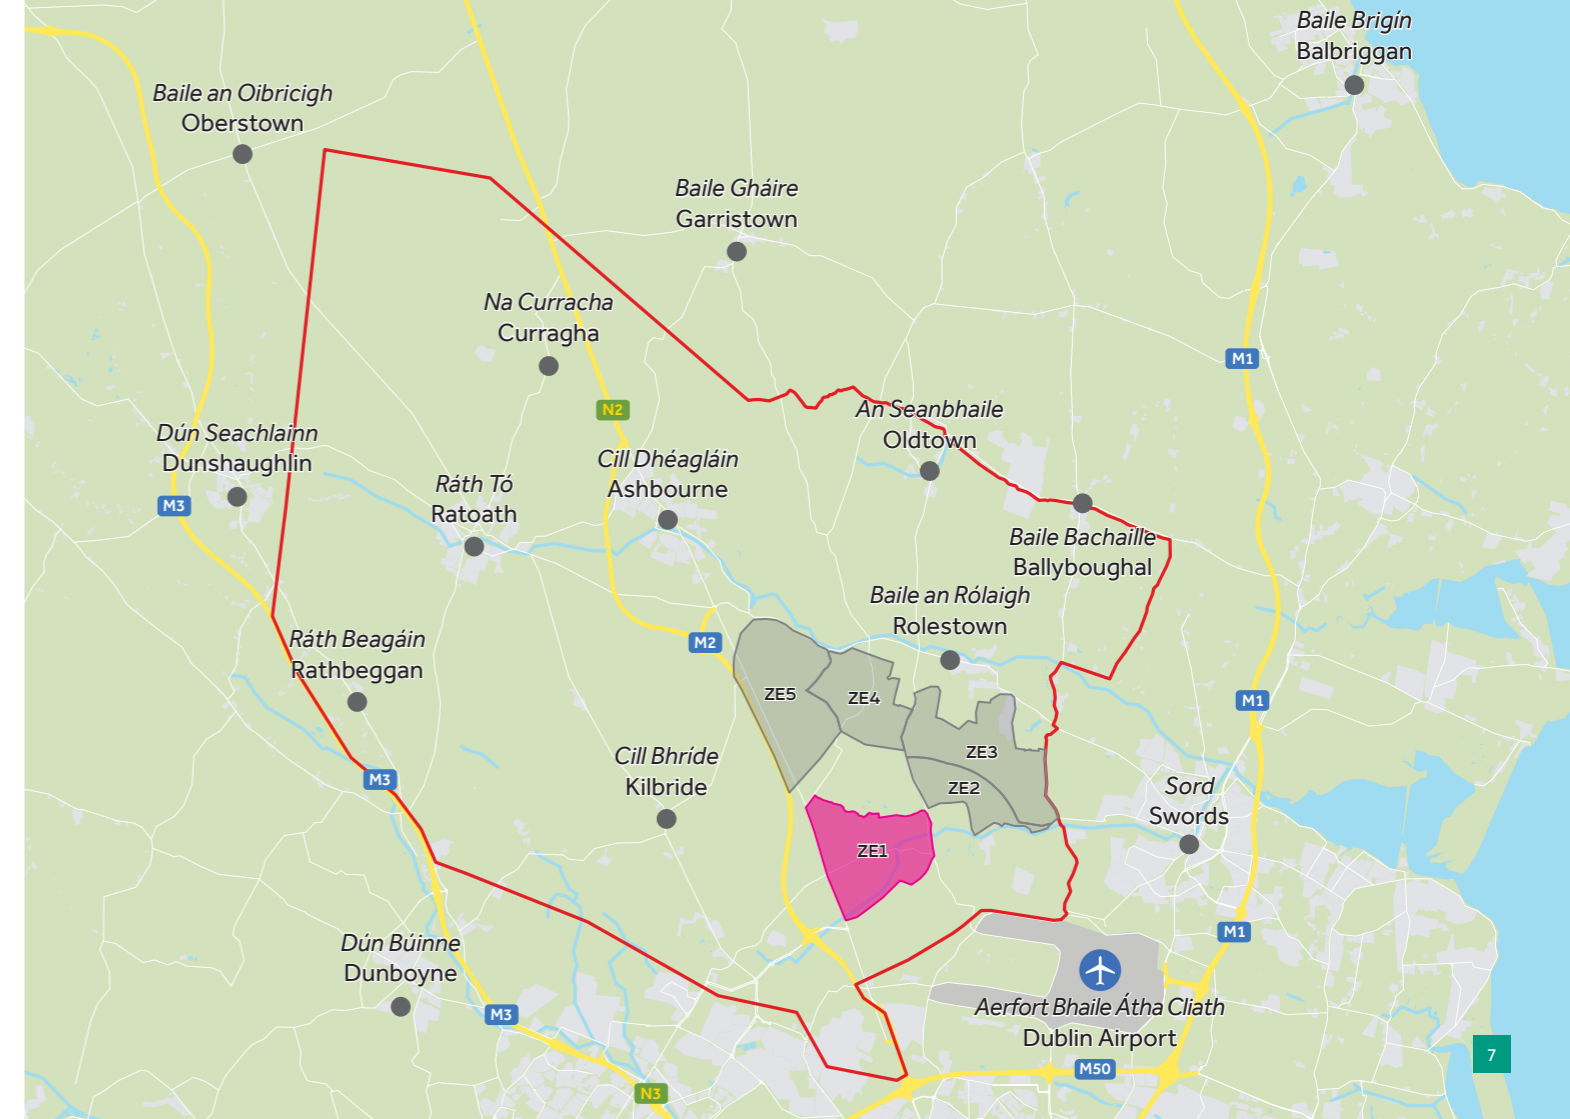 Baile Brigín
Balbriggan
Baile an Oibricigh
Oberstown
Baile Gháire
Garristown
Na Curracha
Curragha
M1
N2
An Seanbhaile
Oldtown
Dún Seachlainn
Dunshaughlin
Cill Dhéagláin
Ashbourne
Ráth Tó
Ratoath
M3
Baile Bachaille
Ballyboughal
Baile an Rólaigh
Rolestown
Ráth Beagáin
Rathbeggan
M2
ZE5
ZE4
M1
ZE3
Cill Bhríde
Kilbride
M3
ZE2
Sord
Swords
ZE1
M1
Dún Búinne
Dunboyne
Aerfort Bhaile Átha Cliath
Dublin Airport
M3
M50
N3
7